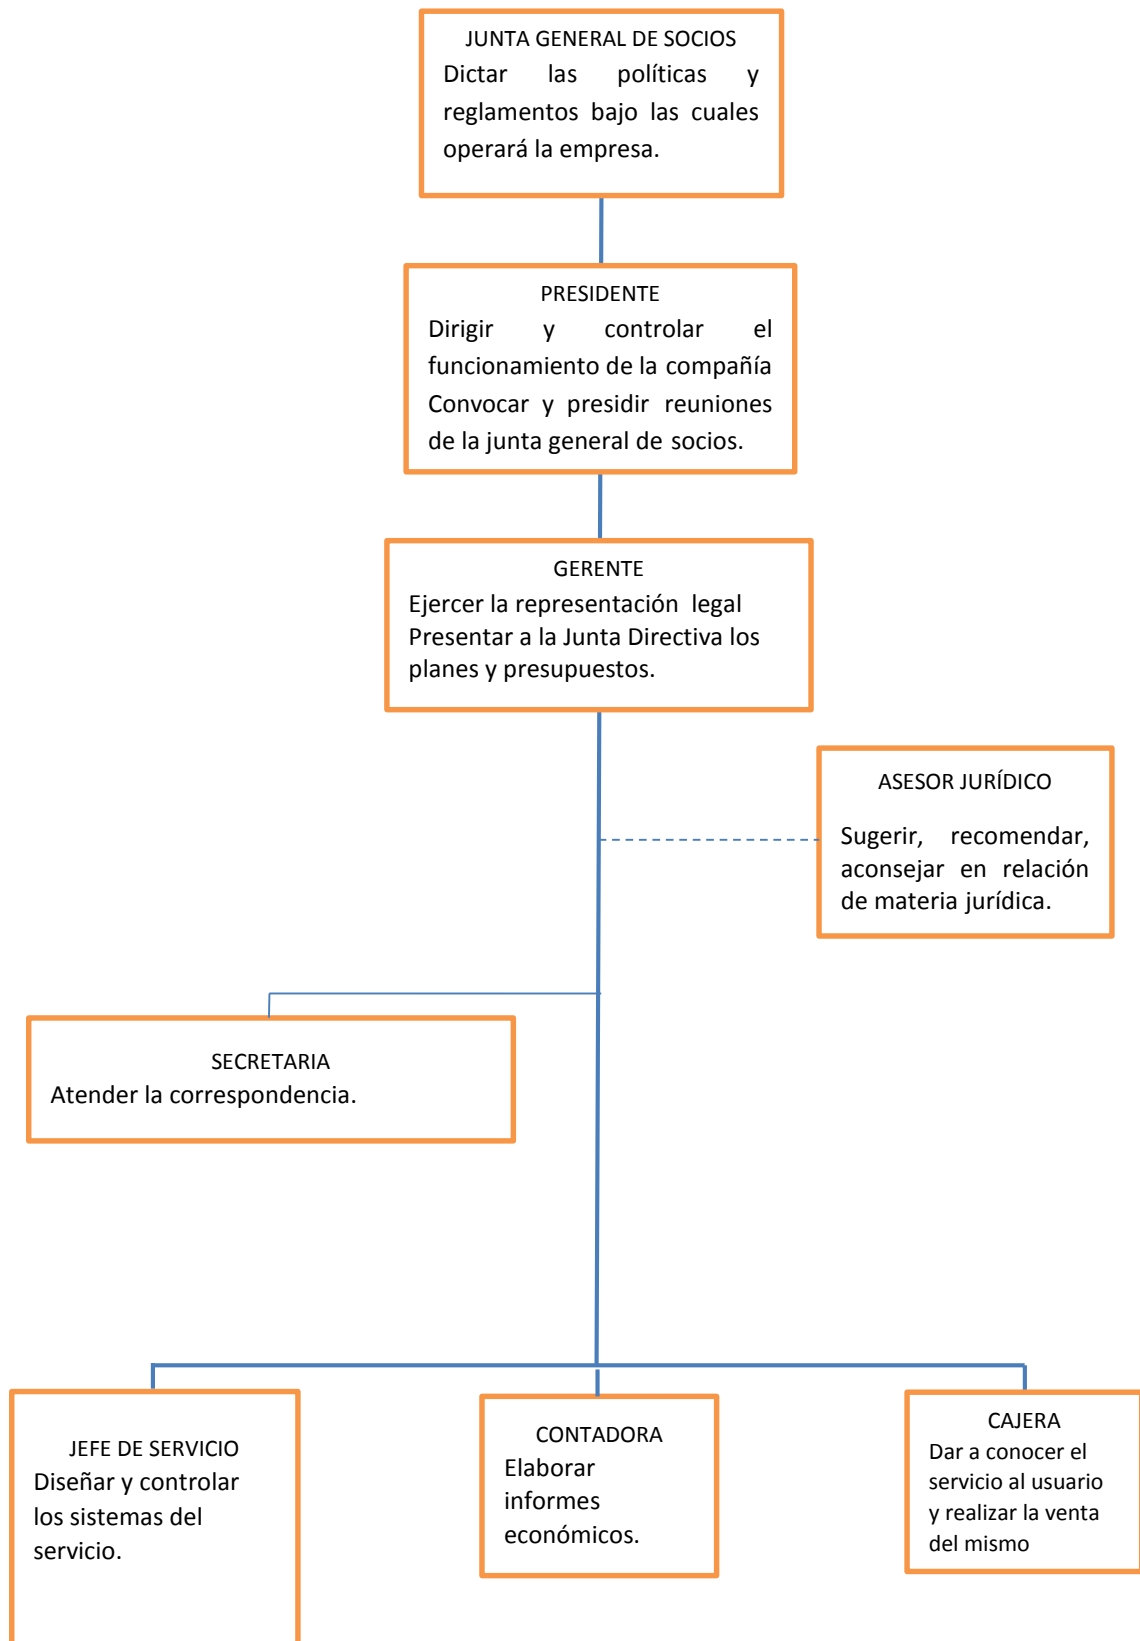 JUNTA GENERAL DE SOCIOS
Dictar las políticas y
reglamentos bajo las cuales
operará la empresa.
PRESIDENTE
Dirigir y controlar el
funcionamiento de la compañía
Convocar y presidir reuniones
de la junta general de socios.
GERENTE
Ejercer la representación legal
Presentar a la Junta Directiva los
planes y presupuestos.
ASESOR JURÍDICO
Sugerir, recomendar,
aconsejar en relación
de materia jurídica.
SECRETARIA
Atender la correspondencia.
JEFE DE SERVICIO
Diseñar y controlar
los sistemas del
servicio.
CONTADORA
Elaborar
informes
económicos.
CAJERA
Dar a conocer el
servicio al usuario
y realizar la venta
del mismo